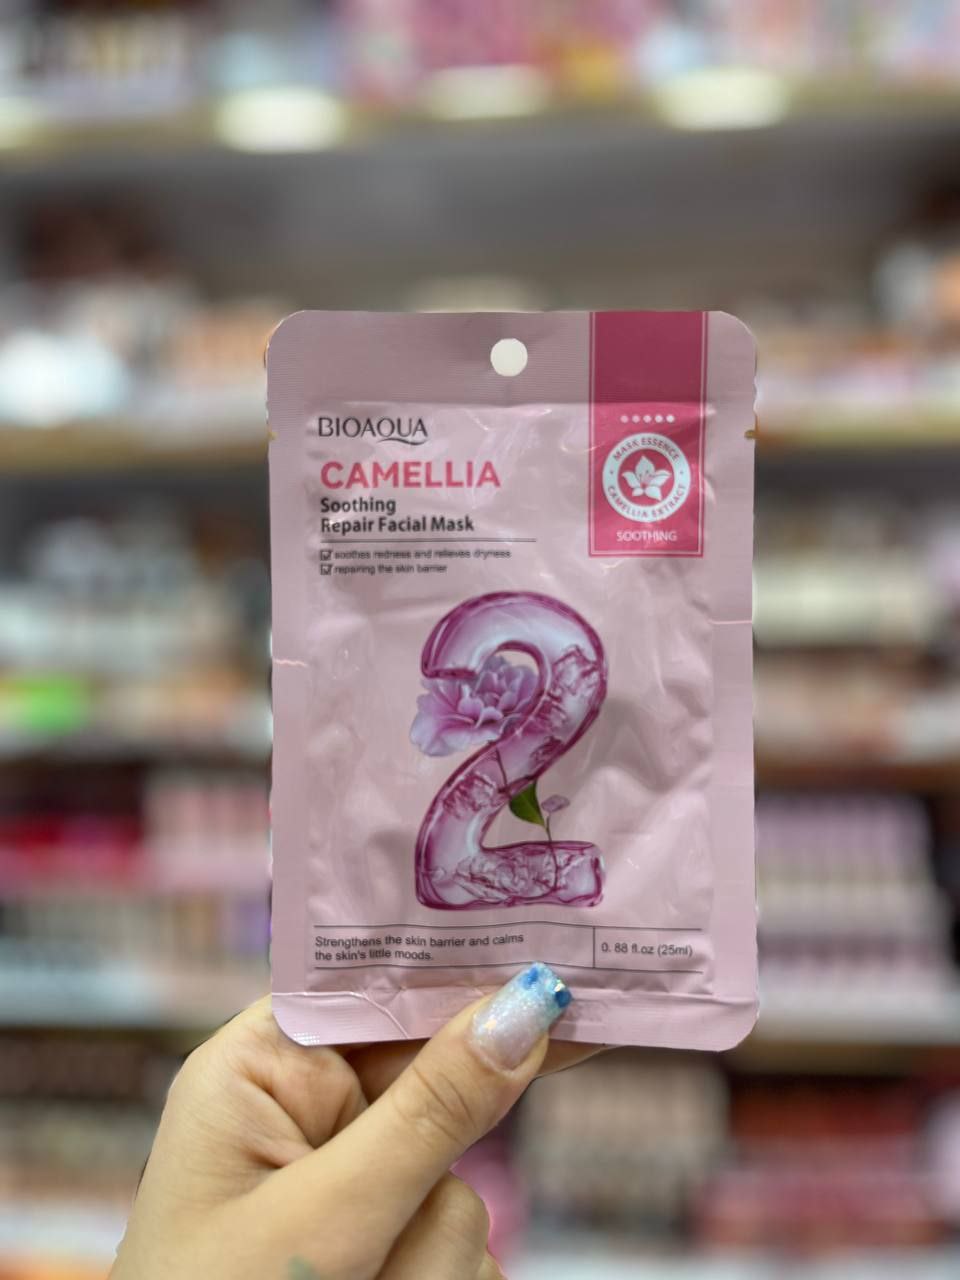 BIOAQUA
CAMELLIA
Soothing
Repair Facial Mask
soothes redness and relieves dryness
repairing the skin barrier
MASK ESSENCE
CAMELLIA EXTRACT
SOOTHING
2
Strengthens the skin barrier and calms
the skin's little moods.
0. 88 fl.oz (25ml)